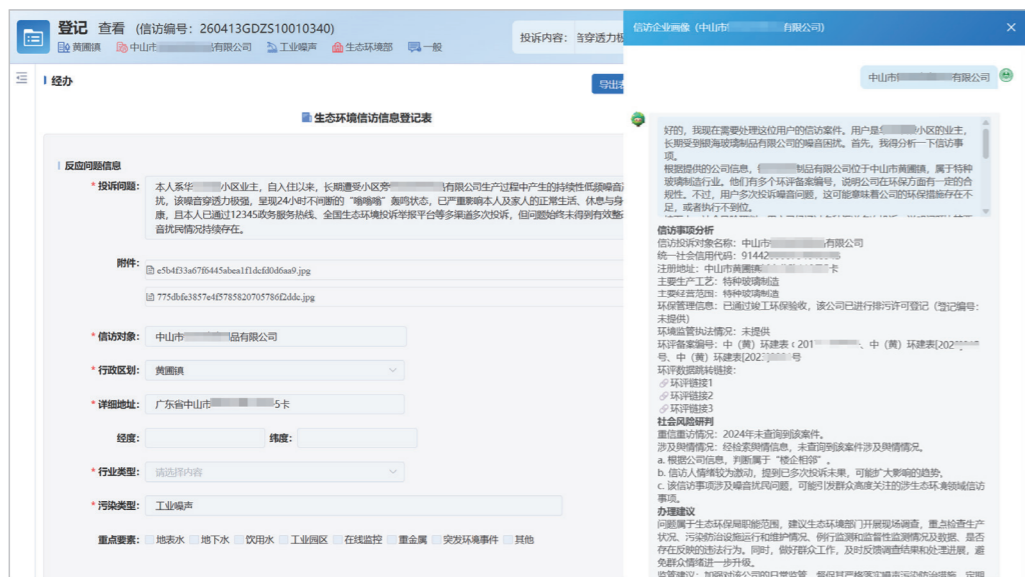 登记 查看 (信访编号：260413GDZS10010340)
黄圃镇 中山市 有限公司 工业噪声 生态环境部 一般
投诉内容：
经办
导出
生态环境信访信息登记表
反应问题信息
* 投诉问题：
本人系华 小区业主，自入住以来，长期遭受小区旁 品有限公司生产过程中产生的持续性低频噪音
扰，该噪音穿透力极强，呈现24小时不间断的“嗡嗡嗡”轰鸣状态，已严重影响本人及家人的正常生活、休息与身
康，且本人已通过12345政务服务热线、全国生态环境投诉举报平台等多渠道多次投诉，但问题始终未得到有效整
音扰民情况持续存在。
附件：
e5b4f33a67f6445abea1f1dcfd0d6aa9.jpg
775dbfe3857e4f5785820705786f2ddc.jpg
* 信访对象： 中山市 品有限公司
* 行政区划： 黄圃镇
* 详细地址： 广东省中山市 5卡
经度： 纬度：
* 行业类型： 请选择内容
* 污染类型： 工业噪声
重点要素： 地表水 地下水 饮用水 工业园区 在线监控 重金属 突发环境事件 其他
信访企业画像（中山市 有限公司）
中山市 有限公司
好的，我现在需要处理这位用户的信访案件。用户是 小区的业主，
长期受到银海玻璃制品有限公司的噪音困扰。首先，我得分析一下信访事
项。
根据提供的公司信息， 制品有限公司位于中山市黄圃镇，属于特种
玻璃制造行业。他们有多个环评备案编号，说明公司在环保方面有一定的合
规性。不过，用户多次投诉噪音问题，这可能意味着公司的环保措施存在不
足，或者执行不到位。
信访事项分析
信访投诉对象名称：中山市 有限公司
统一社会信用代码：91442
注册地址：中山市黄圃镇 卡
主要生产工艺：特种玻璃制造
主要经营范围：特种玻璃制造
环保管理信息：已通过竣工环保验收，该公司已进行排污许可登记（登记编号：
未提供）
环境监管执法情况：未提供
环评备案编号：中（黄）环建表 201 、中（黄）环建表[202
号、中（黄）环建表[202 号
环评数据跳转链接：
环评链接1
环评链接2
环评链接3
社会风险研判
重信重访情况：2024年未查询到该案件。
涉及舆情情况：经检索舆情信息，未查询到该案件涉及舆情情况。
a. 根据公司信息，判断属于“楼企相邻”。
b. 信访人情绪较为激动，提到已多次投诉未果，可能扩大影响的趋势。
c. 该信访事项涉及噪音扰民问题，可能引发群众高度关注的涉生态环境领域信访
事项。
办理建议
问题属于生态环保局职能范围，建议生态环境部门开展现场调查，重点检查生产
状况、污染防治设施运行和维护情况、例行监测和监督性监测情况及数据、是否
存在反映的违法行为。同时，做好群众工作，及时反馈调查结果和处理进展，避
免群众情绪进一步升级。